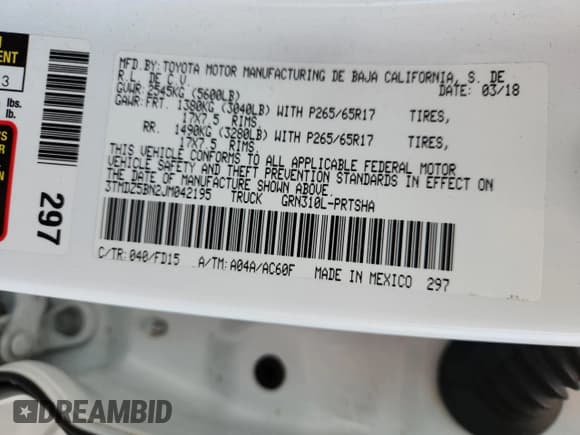 MFD.BY: TOYOTA MOTOR MANUFACTURING DE BAJA CALIFORNIA, S. DE
R.L. DE C.V. DATE: 03/18
GVWR: 2545KG (5600LB)
GAWR: FRT. 1380KG (3040LB) WITH P265/65R17 TIRES,
17X7.5 RIMS.
RR. 1490KG (3280LB) WITH P265/65R17 TIRES,
17X7.5 RIMS.
THIS VEHICLE CONFORMS TO ALL APPLICABLE FEDERAL MOTOR
VEHICLE SAFETY AND THEFT PREVENTION STANDARDS IN EFFECT ON
THE DATE OF MANUFACTURE SHOWN ABOVE.
3TMDZ5BN2JM042195 TRUCK GRN310L-PRTSHA
C/TR: 040/FD15 A/TM: A04A/AC60F MADE IN MEXICO 297
297
3
lbs.
lbs.
DREAMBID